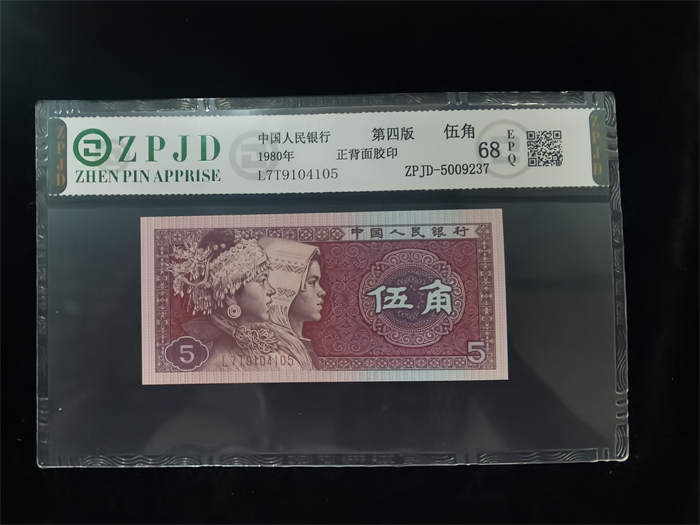 ZPJD
ZPJD
ZHEN PIN APPRISE
中国人民银行 第四版 伍角
1980年 正背面胶印
L7T9104105 ZPJD-5009237
68
EPQ
ZPJD
中国人民银行
伍角
5 L7T9104105 5